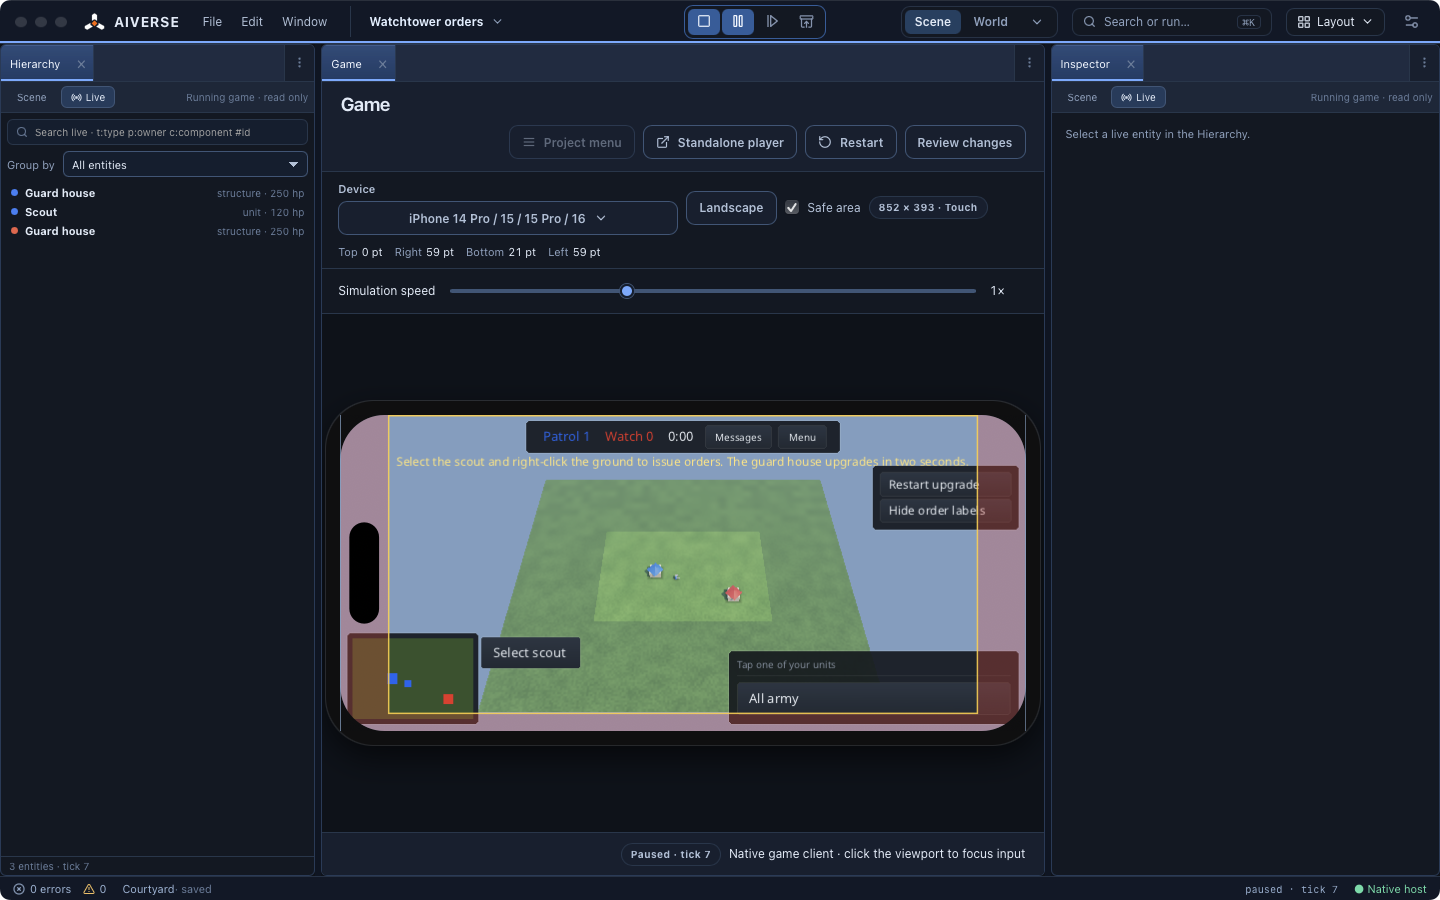 AIVERSE File Edit Window Watchtower orders Scene World Search or run... ⌘K Layout
Hierarchy
Scene Live Running game · read only
Search live · t:type p:owner c:component #id
Group by All entities
Guard house structure · 250 hp
Scout unit · 120 hp
Guard house structure · 250 hp
3 entities · tick 7
Game
Game
Project menu Standalone player Restart Review changes
Device
iPhone 14 Pro / 15 / 15 Pro / 16 Landscape Safe area 852 × 393 · Touch
Top 0 pt Right 59 pt Bottom 21 pt Left 59 pt
Simulation speed 1×
Patrol 1 Watch 0 0:00 Messages Menu
Select the scout and right-click the ground to issue orders. The guard house upgrades in two seconds.
Restart upgrade
Hide order labels
Select scout
Tap one of your units
All army
Paused · tick 7 Native game client · click the viewport to focus input
Inspector
Scene Live Running game · read only
Select a live entity in the Hierarchy.
0 errors 0 Courtyard · saved paused · tick 7 Native host